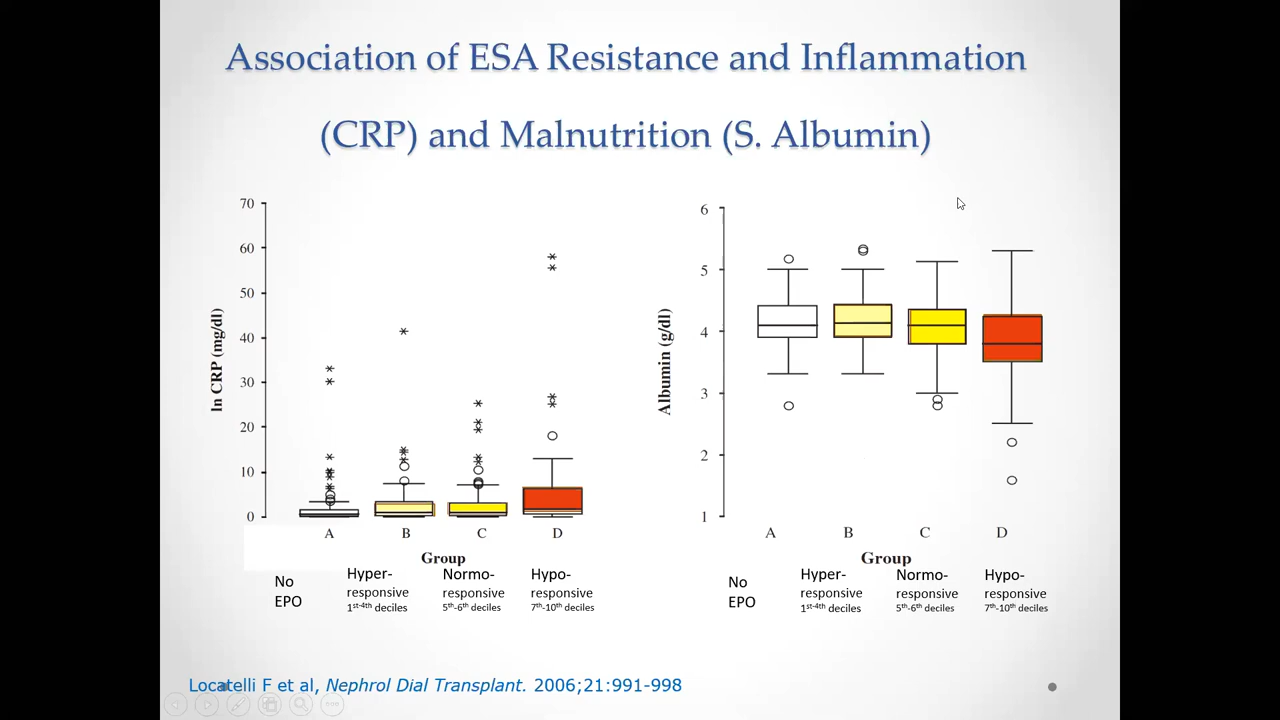 Association of ESA Resistance and Inflammation
(CRP) and Malnutrition (S. Albumin)
70
60
50
40
30
20
10
0
ln CRP (mg/dl)
A B C D
Group
No
EPO
Hyper-
responsive
1st-4th deciles
Normo-
responsive
5th-6th deciles
Hypo-
responsive
7th-10th deciles
6
5
4
3
2
1
Albumin (g/dl)
A B C D
Group
No
EPO
Hyper-
responsive
1st-4th deciles
Normo-
responsive
5th-6th deciles
Hypo-
responsive
7th-10th deciles
Locatelli F et al, Nephrol Dial Transplant. 2006;21:991-998